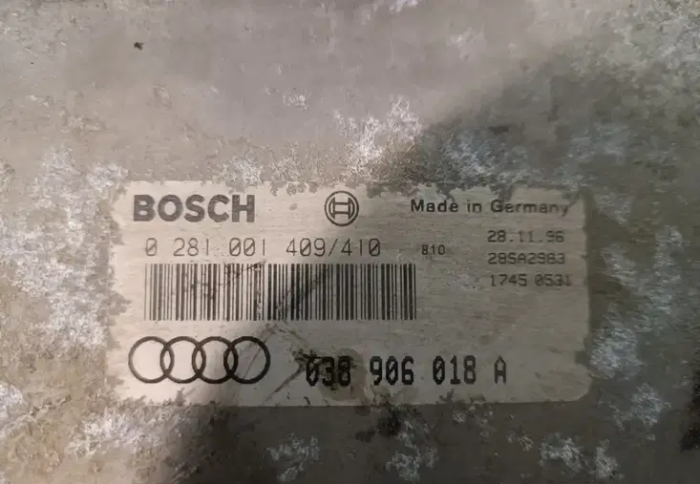 BOSCH Made in Germany
0 281 001 409/410 810 28.11.96
28SA2983
1745 0531
038 906 018 A